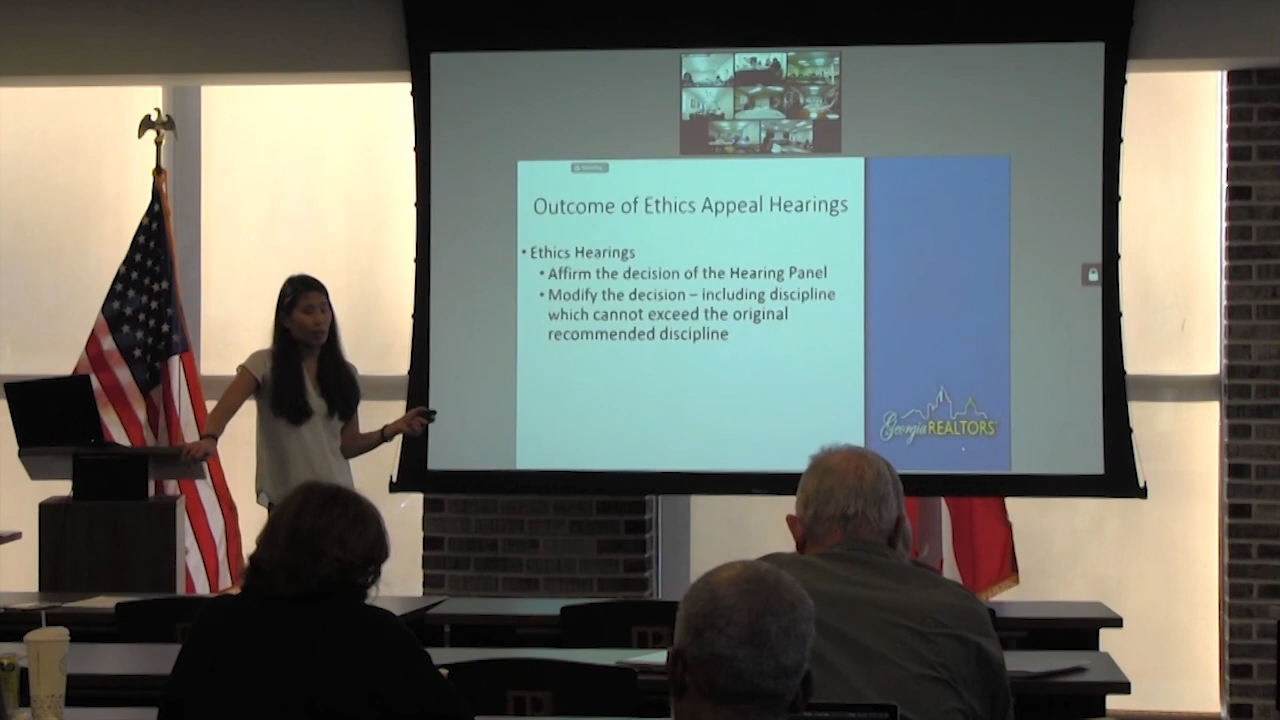 Outcome of Ethics Appeal Hearings
• Ethics Hearings
• Affirm the decision of the Hearing Panel
• Modify the decision – including discipline
which cannot exceed the original
recommended discipline
Georgia REALTORS